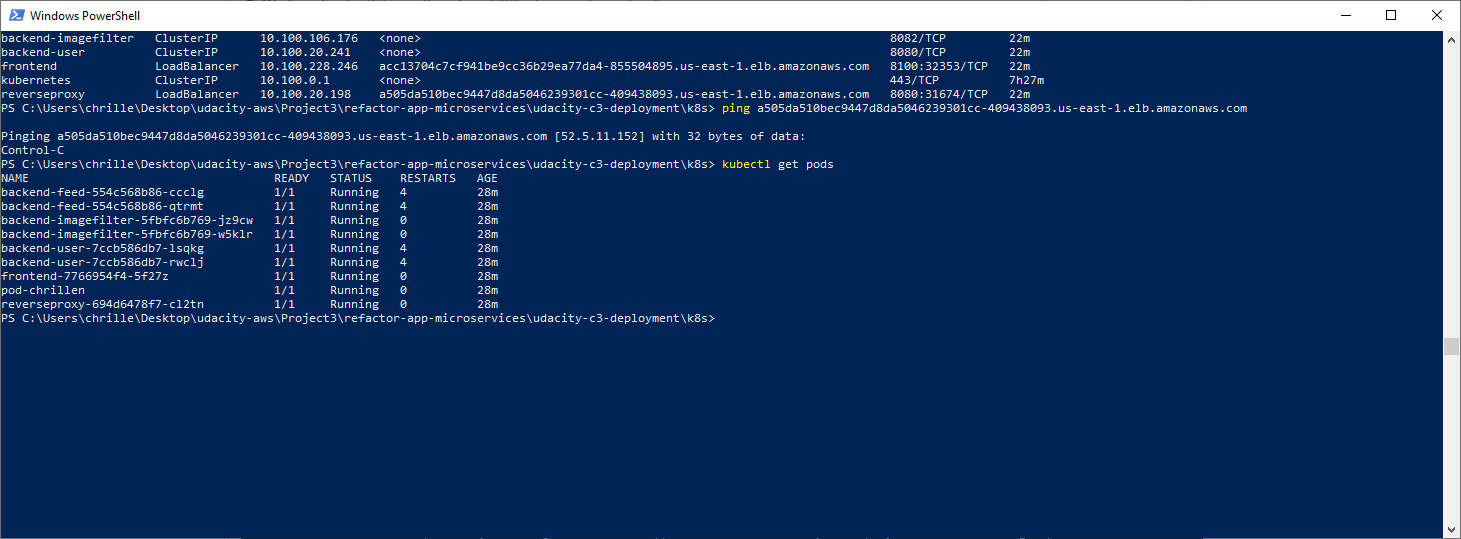 Windows PowerShell
backend-imagefilter ClusterIP 10.100.106.176 <none> 8082/TCP 22m
backend-user ClusterIP 10.100.20.241 <none> 8080/TCP 22m
frontend LoadBalancer 10.100.228.246 acc13704c7cf941be9cc36b29ea77da4-855504895.us-east-1.elb.amazonaws.com 8100:32353/TCP 22m
kubernetes ClusterIP 10.100.0.1 <none> 443/TCP 7h27m
reverseproxy LoadBalancer 10.100.20.198 a505da510bec9447d8da5046239301cc-409438093.us-east-1.elb.amazonaws.com 8080:31674/TCP 22m
PS C:\Users\chrille\Desktop\udacity-aws\Project3\refactor-app-microservices\udacity-c3-deployment\k8s> ping a505da510bec9447d8da5046239301cc-409438093.us-east-1.elb.amazonaws.com
Pinging a505da510bec9447d8da5046239301cc-409438093.us-east-1.elb.amazonaws.com [52.5.11.152] with 32 bytes of data:
Control-C
PS C:\Users\chrille\Desktop\udacity-aws\Project3\refactor-app-microservices\udacity-c3-deployment\k8s> kubectl get pods
NAME READY STATUS RESTARTS AGE
backend-feed-554c568b86-ccclg 1/1 Running 4 28m
backend-feed-554c568b86-qtrmt 1/1 Running 4 28m
backend-imagefilter-5fbfc6b769-jz9cw 1/1 Running 0 28m
backend-imagefilter-5fbfc6b769-w5klr 1/1 Running 0 28m
backend-user-7ccb586db7-lsqkg 1/1 Running 4 28m
backend-user-7ccb586db7-rwclj 1/1 Running 4 28m
frontend-7766954f4-5f27z 1/1 Running 0 28m
pod-chrillen 1/1 Running 0 28m
reverseproxy-694d6478f7-cl2tn 1/1 Running 0 28m
PS C:\Users\chrille\Desktop\udacity-aws\Project3\refactor-app-microservices\udacity-c3-deployment\k8s>